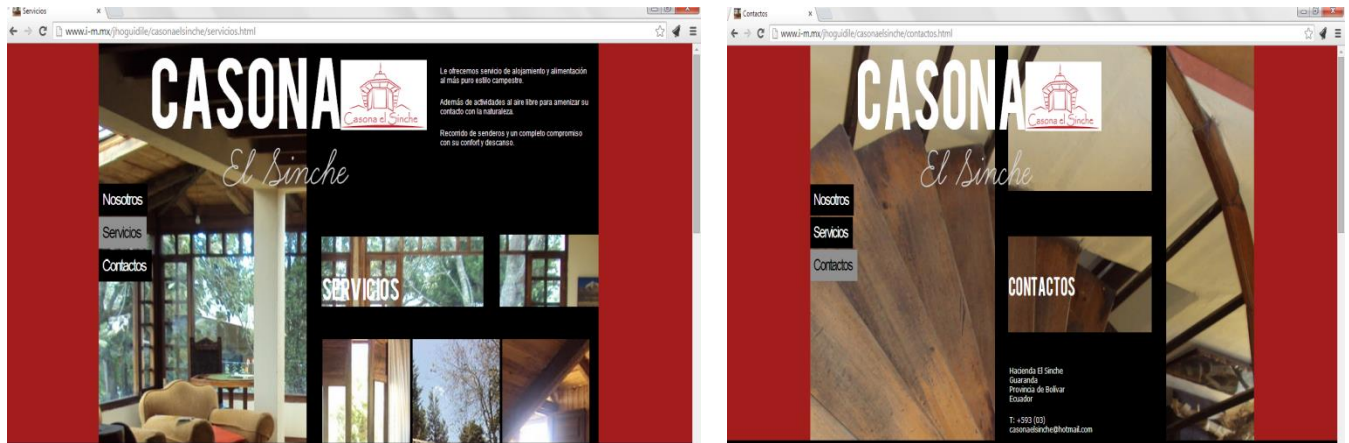 Servicios
www.i-m.mx/jhoguidile/casonaelsinche/servicios.html
CASONA
Casona el Sinche
El Sinche
Le ofrecemos servicio de alojamiento y alimentación
al más puro estilo campestre.
Además de actividades al aire libre para amenizar su
contacto con la naturaleza.
Recorrido de senderos y un completo compromiso
con su confort y descanso.
Nosotros
Servicios
Contactos
SERVICIOS
Contactos
www.i-m.mx/jhoguidile/casonaelsinche/contactos.html
CASONA
Casona el Sinche
El Sinche
Nosotros
Servicios
Contactos
CONTACTOS
Hacienda El Sinche
Guaranda
Provincia de Bolívar
Ecuador
T: +593 (03)
casonaelsinche@hotmail.com